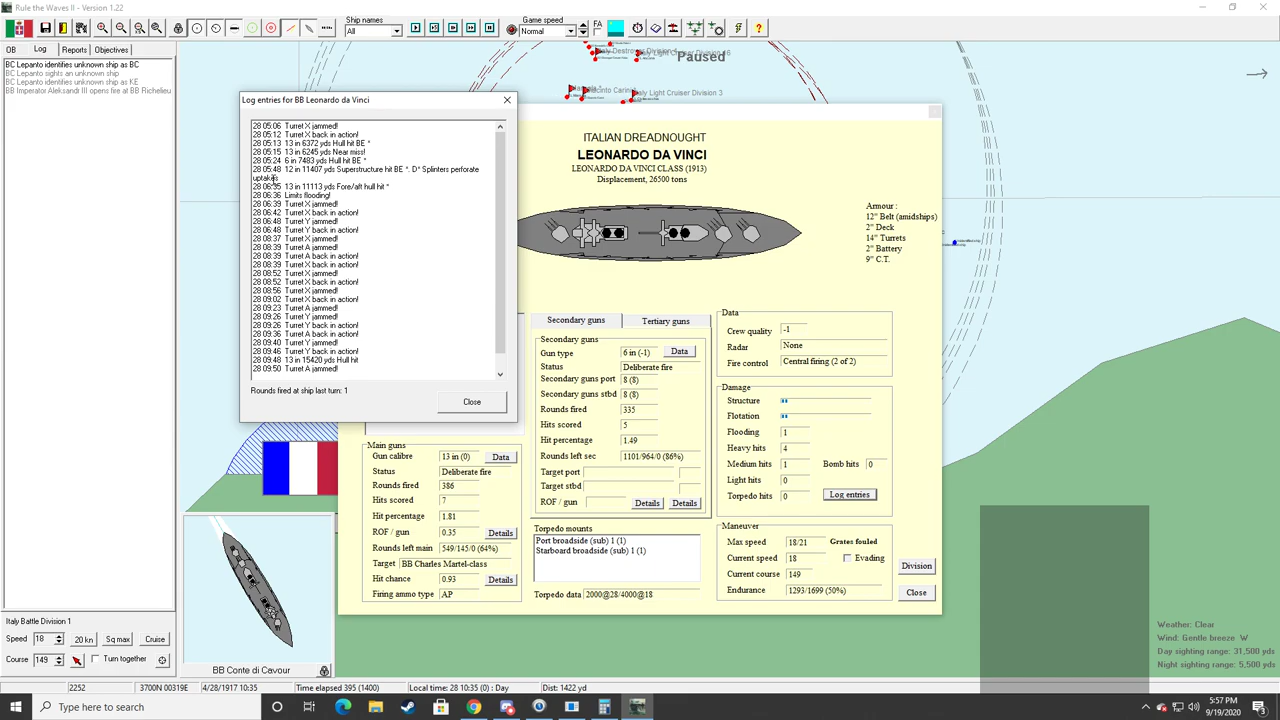 Rule the Waves II - Version 1.22
Ship names
All
Game speed
Normal
FA
OB
Log
Reports
Objectives
BC Lepanto identifies unknown ship as BC
BC Lepanto sights an unknown ship
BC Lepanto identifies unknown ship as KE
BB Imperator Aleksandr III opens fire at BB Richelieu
Italy Light Cruiser Division 3
Paused
Log entries for BB Leonardo da Vinci
28 05:06 Turret X jammed!
28 05:12 Turret X back in action!
28 05:13 13 in 6372 yds Hull hit BE *
28 05:15 13 in 6245 yds Near miss!
28 05:24 6 in 7483 yds Hull hit BE *
28 05:48 12 in 11407 yds Superstructure hit BE *. D* Splinters perforate
uptakes
28 06:35 13 in 11113 yds Fore/aft hull hit *
28 06:36 Limits flooding!
28 06:39 Turret X jammed!
28 06:42 Turret X back in action!
28 06:48 Turret Y jammed!
28 06:48 Turret Y back in action!
28 08:37 Turret X jammed!
28 08:39 Turret A jammed!
28 08:39 Turret A back in action!
28 08:39 Turret X back in action!
28 08:52 Turret X jammed!
28 08:52 Turret X back in action!
28 08:56 Turret X jammed!
28 09:02 Turret X back in action!
28 09:23 Turret A jammed!
28 09:26 Turret Y jammed!
28 09:26 Turret Y back in action!
28 09:36 Turret A back in action!
28 09:40 Turret Y jammed!
28 09:46 Turret Y back in action!
28 09:48 13 in 15420 yds Hull hit
28 09:50 Turret A jammed!
Rounds fired at ship last turn: 1
Close
ITALIAN DREADNOUGHT
LEONARDO DA VINCI
LEONARDO DA VINCI CLASS (1913)
Displacement, 26500 tons
Armour :
12" Belt (amidships)
2" Deck
14" Turrets
2" Battery
9" C.T.
Main guns
Gun calibre 13 in (0) Data
Status Deliberate fire
Rounds fired 386
Hits scored 7
Hit percentage 1.81
ROF / gun 0.35 Details
Rounds left main 549/145/0 (64%)
Target BB Charles Martel-class
Hit chance 0.93 Details
Firing ammo type AP
Secondary guns
Tertiary guns
Secondary guns
Gun type 6 in (-1) Data
Status Deliberate fire
Secondary guns port 8 (8)
Secondary guns stbd 8 (8)
Rounds fired 335
Hits scored 5
Hit percentage 1.49
Rounds left sec 1101/964/0 (86%)
Target port
Target stbd
ROF / gun Details Details
Torpedo mounts
Port broadside (sub) 1 (1)
Starboard broadside (sub) 1 (1)
Torpedo data 2000@28/4000@18
Data
Crew quality -1
Radar None
Fire control Central firing (2 of 2)
Damage
Structure
Flotation
Flooding 1
Heavy hits 4
Medium hits 1 Bomb hits 0
Light hits 0
Torpedo hits 0 Log entries
Maneuver
Max speed 18/21 Grates fouled
Current speed 18 Evading
Current course 149
Endurance 1293/1699 (50%)
Division
Close
Italy Battle Division 1
Speed 18 20 kn Sq max Cruise
Course 149 Turn together
BB Conte di Cavour
Weather: Clear
Wind: Gentle breeze W
Day sighting range: 31,500 yds
Night sighting range: 5,500 yds
2252
3700N 00319E
4/28/1917 10:35
Time elapsed 395 (1400)
Local time: 28 10:35 (0) : Day
Dist: 1422 yd
Type here to search
5:57 PM
9/19/2020